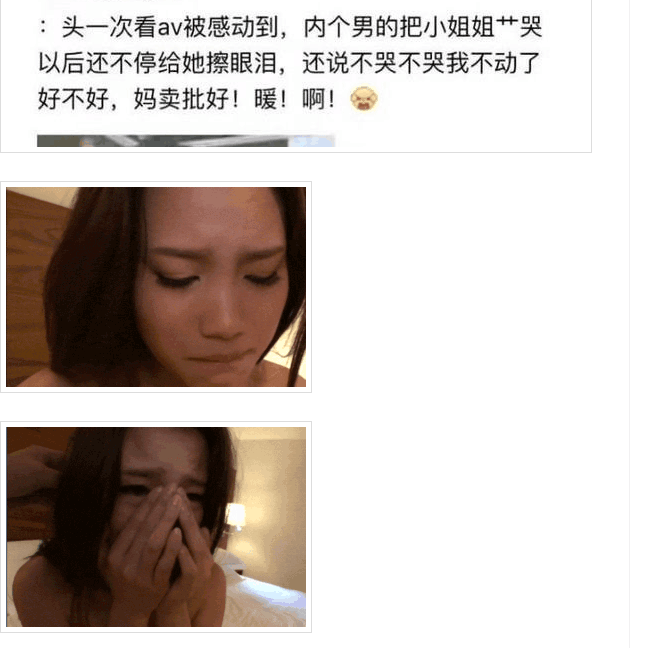 ：头一次看av被感动到，内个男的把小姐姐艹哭
以后还不停给她擦眼泪，还说不哭不哭我不动了
好不好，妈卖批好！暖！啊！😭